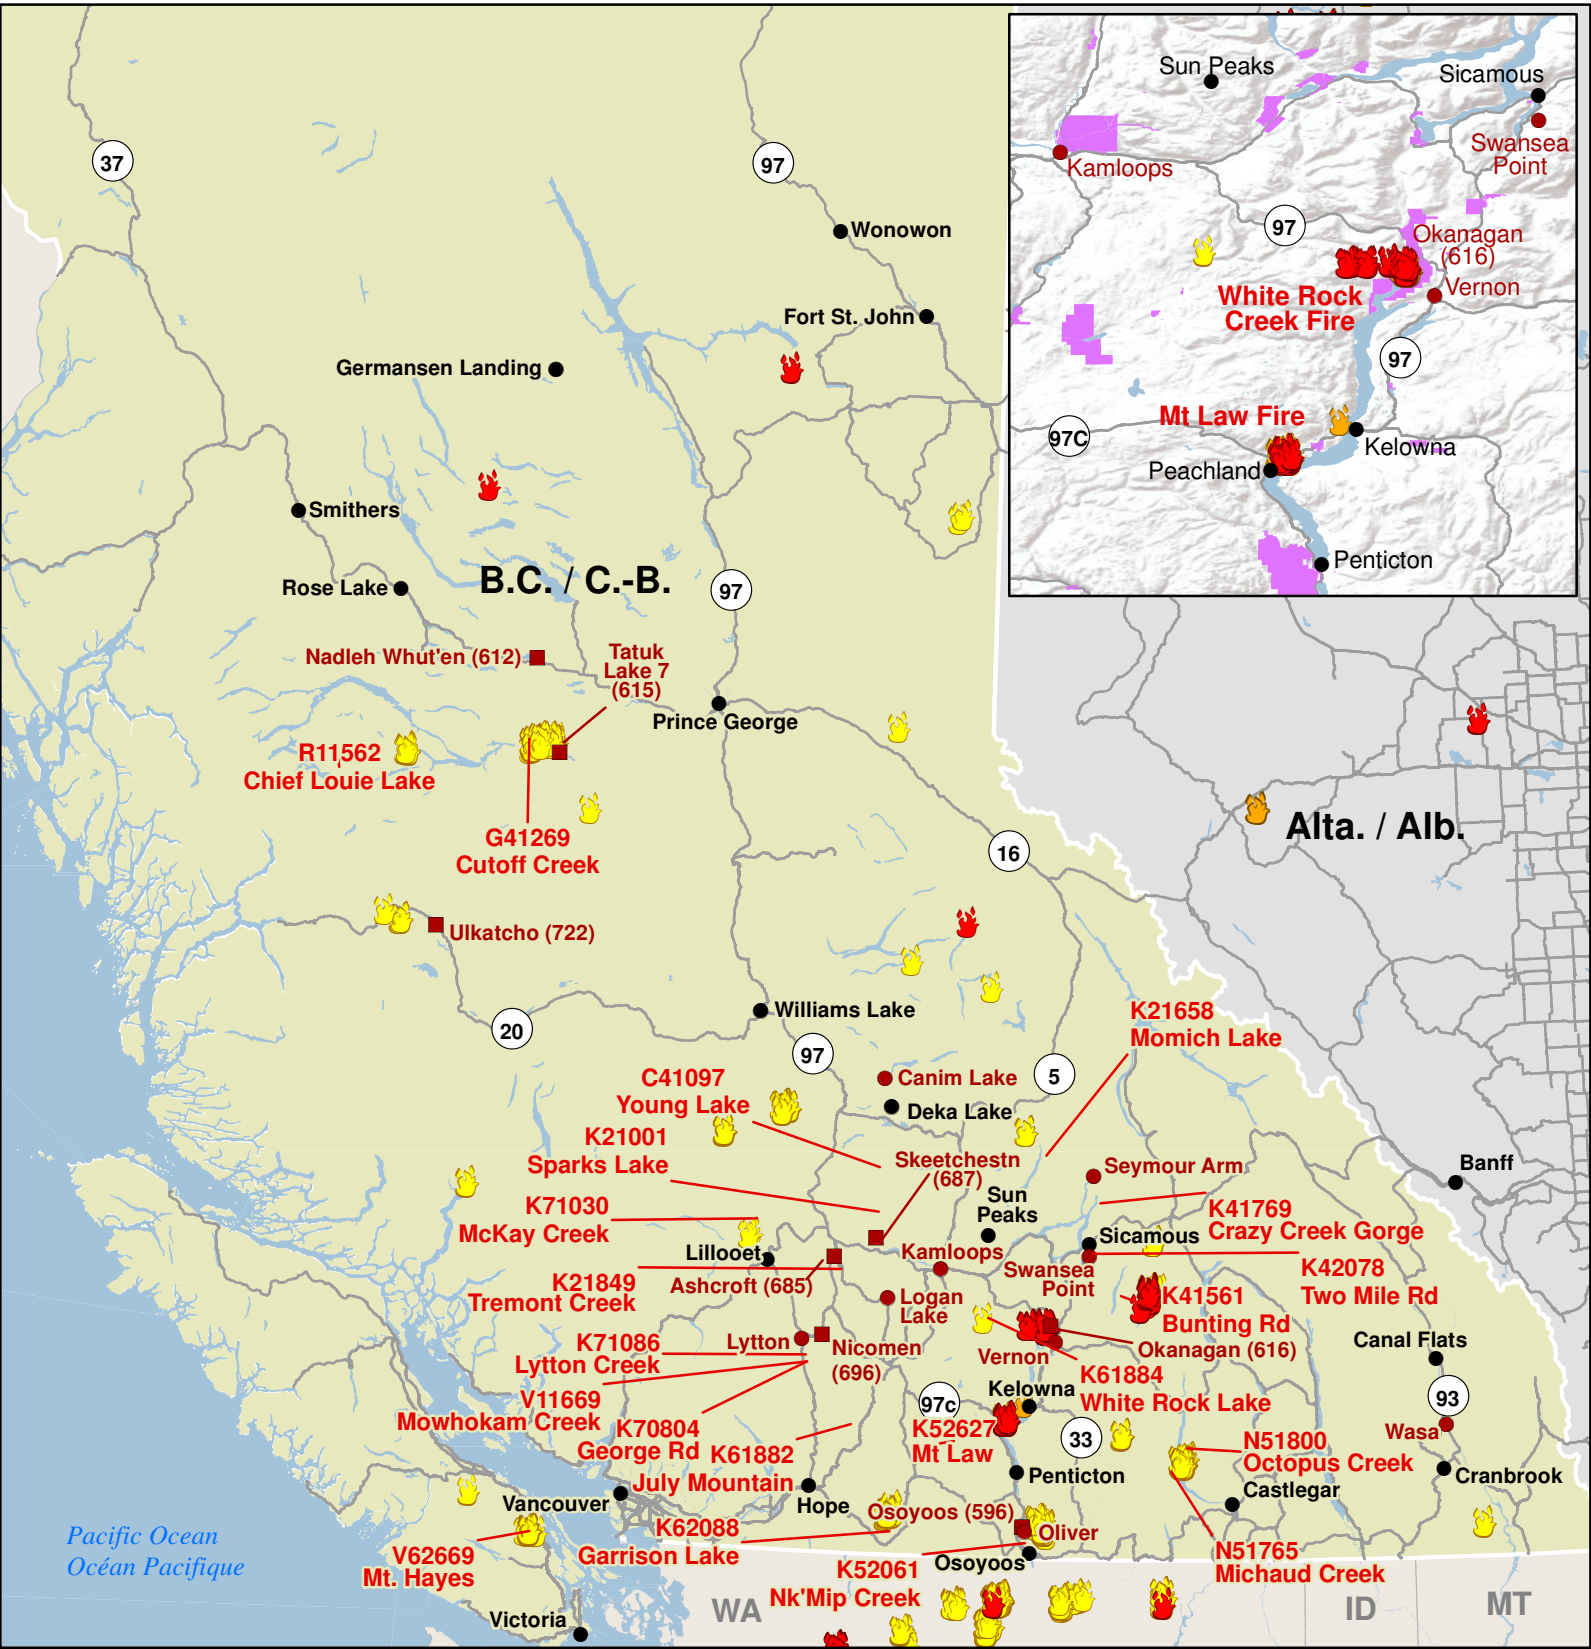 37
97
Wonowon
Fort St. John
Germansen Landing
Smithers
Rose Lake
B.C. / C.-B.
97
Nadleh Whut'en (612)
Tatuk
Lake 7
(615)
Prince George
R11562
Chief Louie Lake
G41269
Cutoff Creek
16
Alta. / Alb.
Ulkatcho (722)
20
Williams Lake
97
K21658
Momich Lake
5
Canim Lake
Deka Lake
C41097
Young Lake
K21001
Sparks Lake
Skeetchestn
(687)
Seymour Arm
Banff
Sun
Peaks
K71030
McKay Creek
K41769
Crazy Creek Gorge
Lillooet
Sicamous
Kamloops
Swansea
Point
K42078
Two Mile Rd
K21849
Tremont Creek
Ashcroft (685)
Logan
Lake
K41561
Bunting Rd
K71086
Lytton Creek
Lytton
Nicomen
(696)
Vernon
Okanagan (616)
Canal Flats
K61884
White Rock Lake
V11669
Mowhokam Creek
Kelowna
97c
93
K70804
George Rd
K61882
July Mountain
K52627
Mt Law
33
Wasa
N51800
Octopus Creek
Penticton
Cranbrook
Castlegar
Vancouver
Hope
Osoyoos (596)
Oliver
K62088
Garrison Lake
Pacific Ocean
Océan Pacifique
V62669
Mt. Hayes
K52061
Nk'Mip Creek
Osoyoos
N51765
Michaud Creek
WA
ID
MT
Victoria
Sun Peaks
Sicamous
Swansea
Point
Kamloops
97
Okanagan
(616)
Vernon
White Rock
Creek Fire
97
Mt Law Fire
97C
Kelowna
Peachland
Penticton